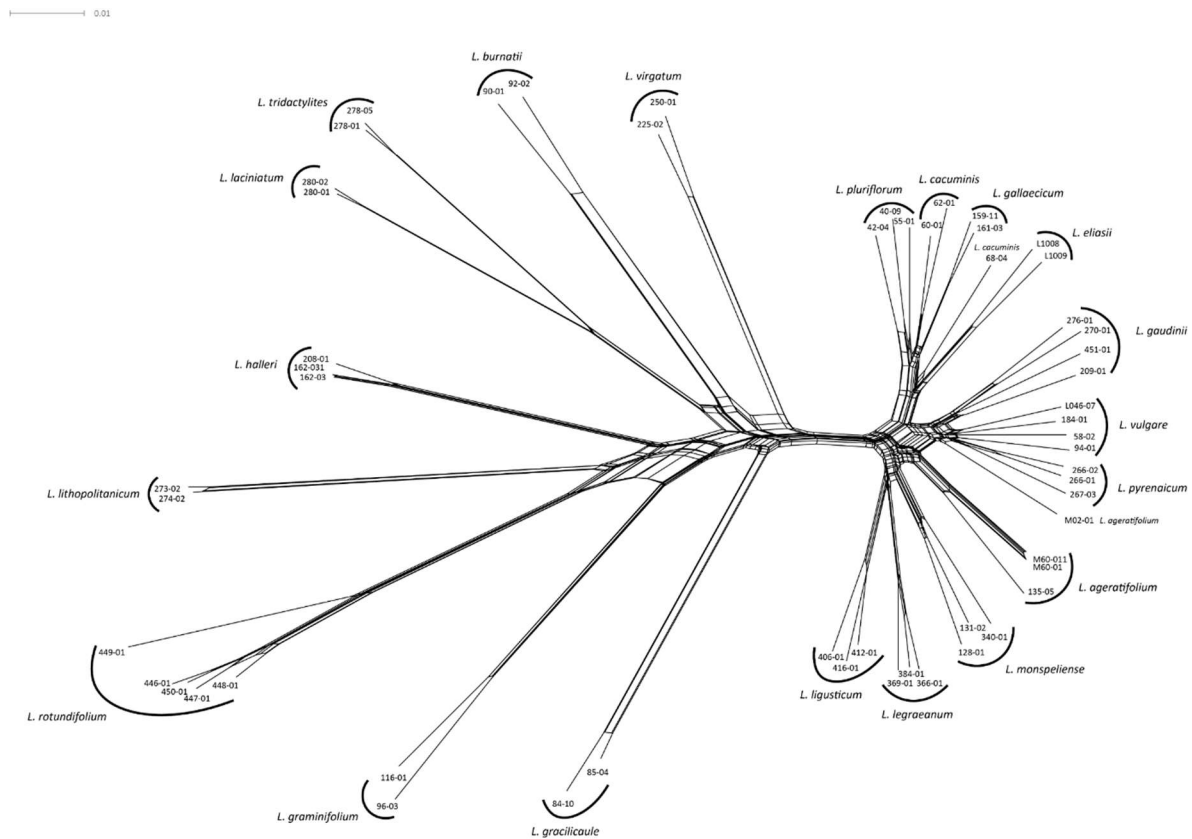 0.01
L. burnatii
92-02
90-01
L. virgatum
250-01
225-02
L. tridactylites
278-05
278-01
L. laciniatum
280-02
280-01
L. pluriflorum
40-09
55-01
42-04
L. cacuminis
62-01
60-01
L. gallaecicum
159-11
161-03
L. cacuminis
68-04
L. eliasii
L1008
L1009
276-01
270-01
L. gaudinii
451-01
209-01
L. halleri
208-01
162-031
162-03
L046-07
184-01
L. vulgare
58-02
94-01
266-02
266-01
L. pyrenaicum
267-03
L. lithopolitanicum
273-02
274-02
M02-01 L. ageratifolium
M60-011
M60-01
L. ageratifolium
135-05
131-02
340-01
128-01
L. monspeliense
449-01
446-01
450-01
447-01
448-01
L. rotundifolium
406-01
412-01
416-01
L. ligusticum
384-01
369-01 366-01
L. legraeanum
116-01
96-03
L. graminifolium
85-04
84-10
L. gracilicaule